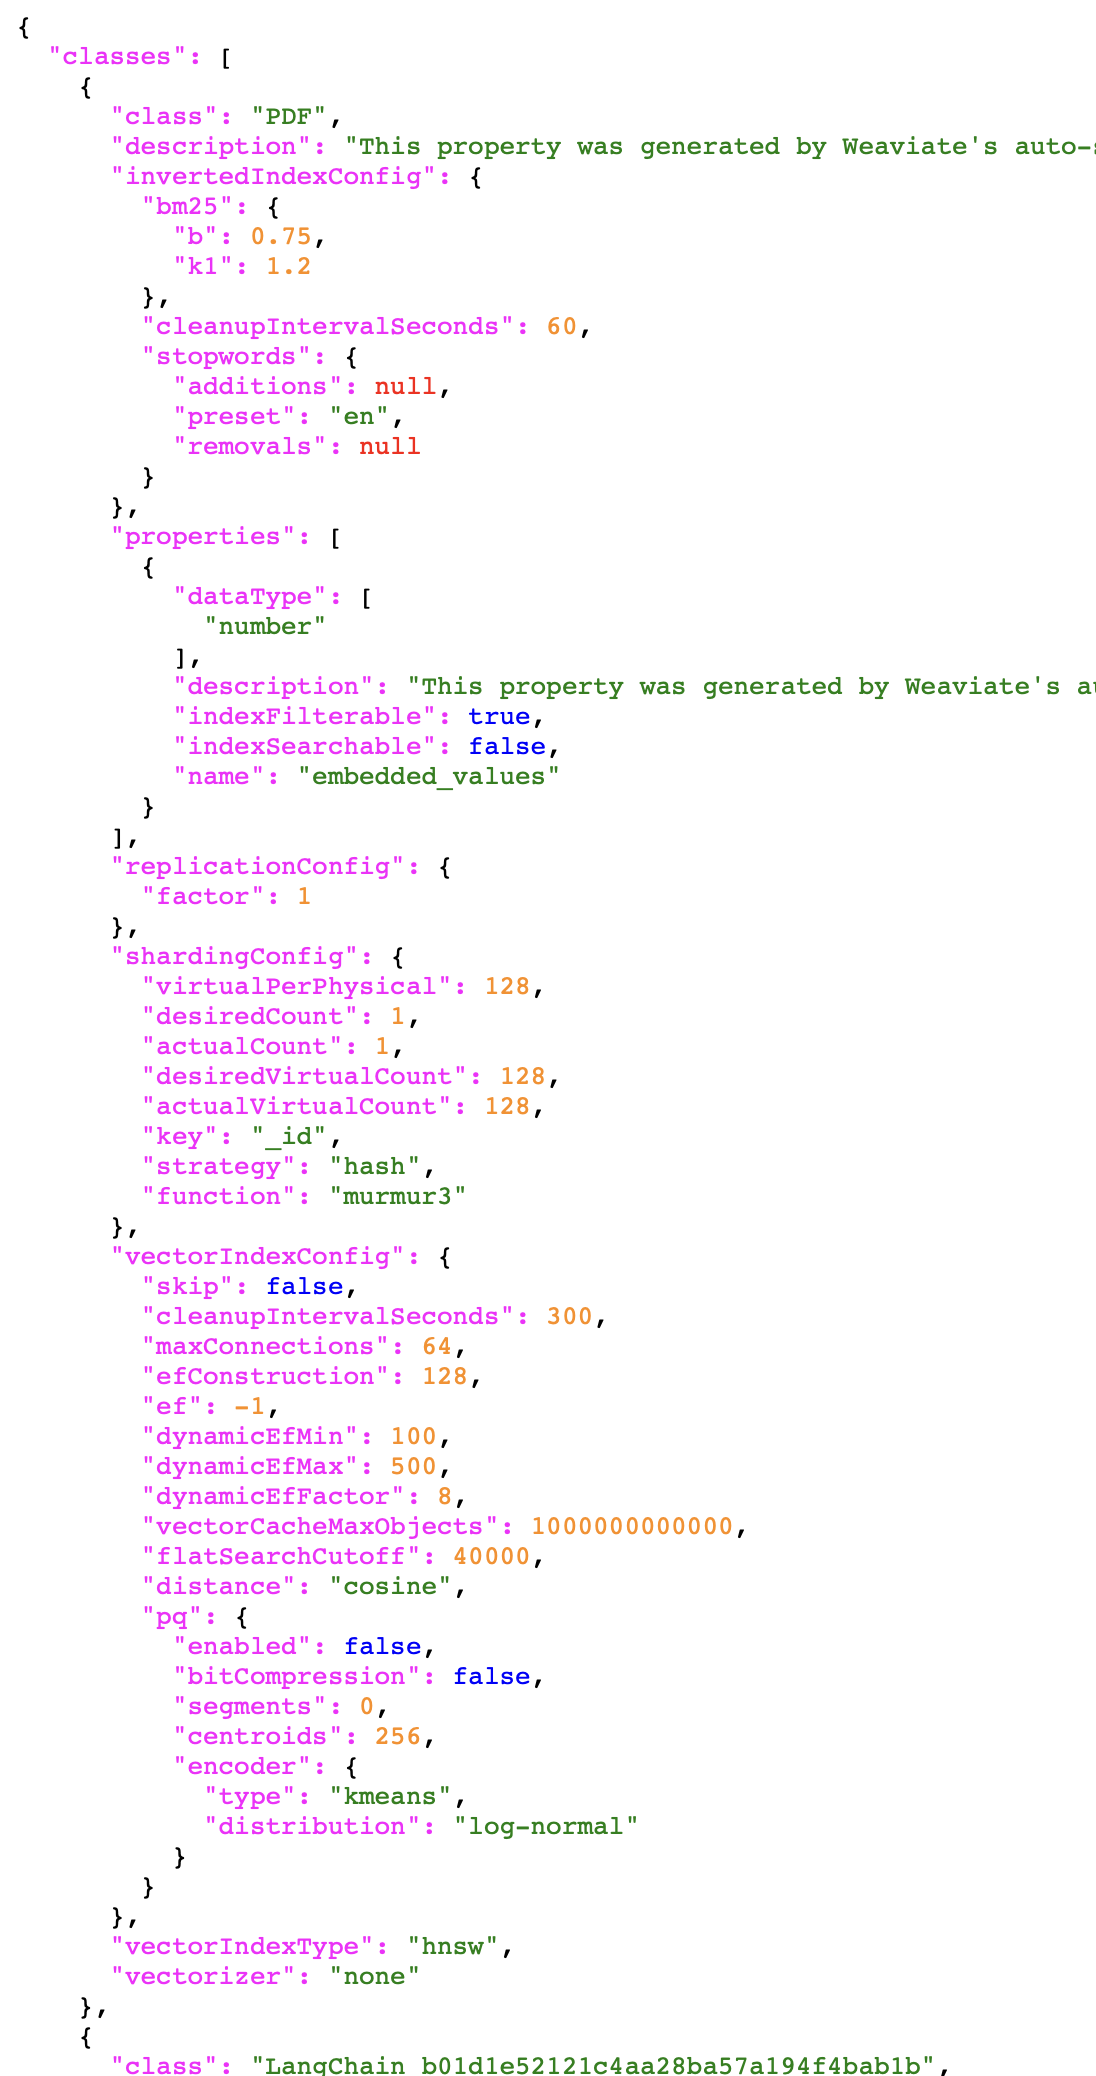 {
  "classes": [
    {
      "class": "PDF",
      "description": "This property was generated by Weaviate's auto-
      "invertedIndexConfig": {
        "bm25": {
          "b": 0.75,
          "k1": 1.2
        },
        "cleanupIntervalSeconds": 60,
        "stopwords": {
          "additions": null,
          "preset": "en",
          "removals": null
        }
      },
      "properties": [
        {
          "dataType": [
            "number"
          ],
          "description": "This property was generated by Weaviate's
          "indexFilterable": true,
          "indexSearchable": false,
          "name": "embedded_values"
        }
      ],
      "replicationConfig": {
        "factor": 1
      },
      "shardingConfig": {
        "virtualPerPhysical": 128,
        "desiredCount": 1,
        "actualCount": 1,
        "desiredVirtualCount": 128,
        "actualVirtualCount": 128,
        "key": "_id",
        "strategy": "hash",
        "function": "murmur3"
      },
      "vectorIndexConfig": {
        "skip": false,
        "cleanupIntervalSeconds": 300,
        "maxConnections": 64,
        "efConstruction": 128,
        "ef": -1,
        "dynamicEfMin": 100,
        "dynamicEfMax": 500,
        "dynamicEfFactor": 8,
        "vectorCacheMaxObjects": 1000000000000,
        "flatSearchCutoff": 40000,
        "distance": "cosine",
        "pq": {
          "enabled": false,
          "bitCompression": false,
          "segments": 0,
          "centroids": 256,
          "encoder": {
            "type": "kmeans",
            "distribution": "log-normal"
          }
        }
      },
      "vectorIndexType": "hnsw",
      "vectorizer": "none"
    },
    {
      "class": "LangChain_b01d1e52121c4aa28ba57a194f4bab1b",